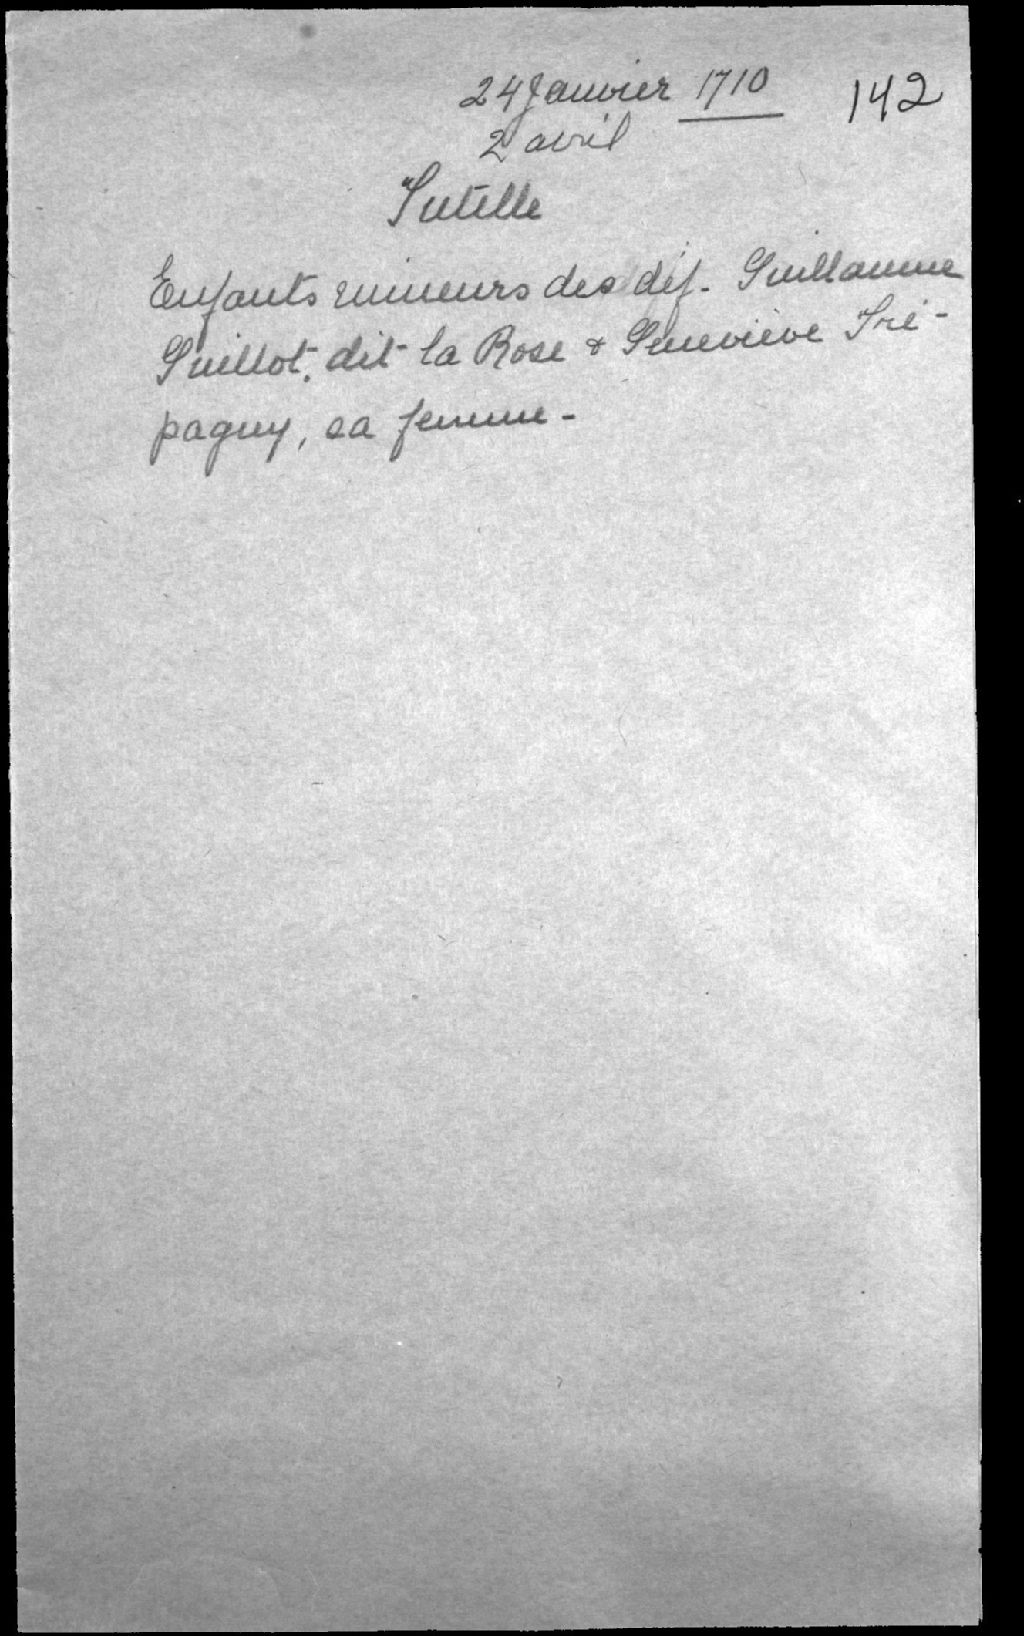 24 Janvier 1710 142
2 avril
Tutelle
Enfants mineurs des déf. Guillaume
Guillot, dit la Rose & Geneviève Tré-
pagny, sa femme -